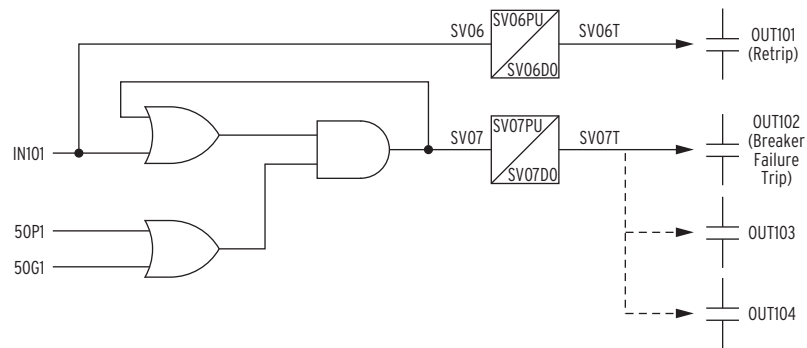 SV06
SV06PU
SV06DO
SV06T
OUT101
(Retrip)
IN101
SV07
SV07PU
SV07DO
SV07T
OUT102
(Breaker
Failure
Trip)
50P1
50G1
OUT103
OUT104